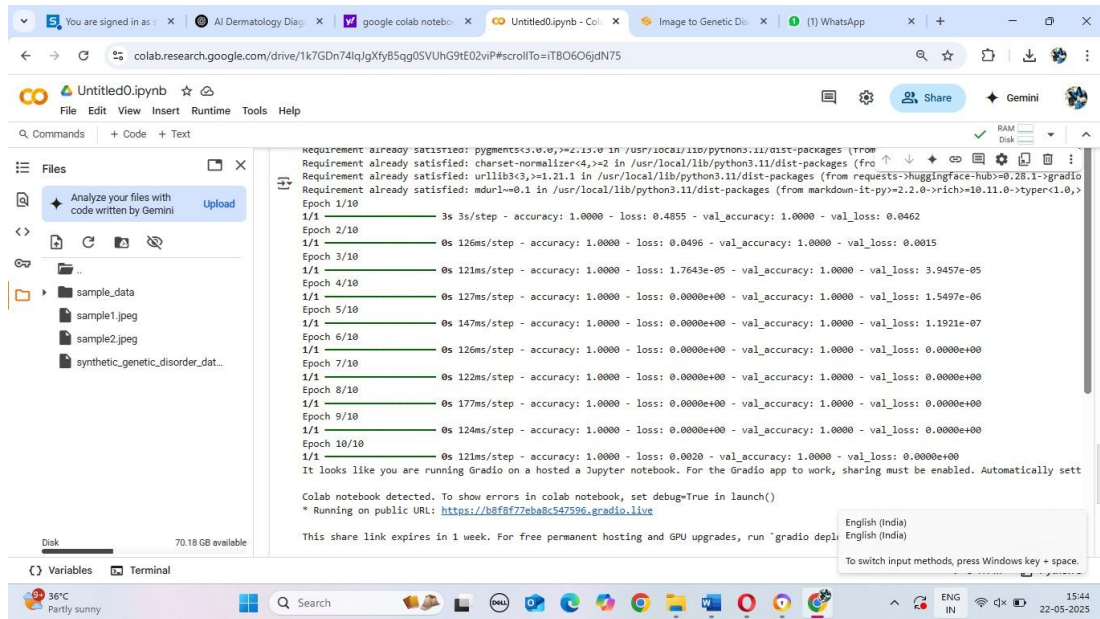 You are signed in as s
AI Dermatology Diag
google colab notebo
Untitled0.ipynb - Col
Image to Genetic Dis
(1) WhatsApp
colab.research.google.com/drive/1k7GDn74lqJgXfyB5qg0SVUhG9tE02viP#scrollTo=iTBO6O6jdN75
Untitled0.ipynb
File Edit View Insert Runtime Tools Help
Share
Gemini
Commands + Code + Text
RAM
Disk
Files
Analyze your files with
code written by Gemini
Upload
..
sample_data
sample1.jpeg
sample2.jpeg
synthetic_genetic_disorder_dat...
Disk
70.18 GB available
Requirement already satisfied: pygments<3.0.0,>=2.13.0 in /usr/local/lib/python3.11/dist-packages (from
Requirement already satisfied: charset-normalizer<4,>=2 in /usr/local/lib/python3.11/dist-packages (fro
Requirement already satisfied: urllib3<3,>=1.21.1 in /usr/local/lib/python3.11/dist-packages (from requests->huggingface-hub>=0.28.1->gradio
Requirement already satisfied: mdurl~=0.1 in /usr/local/lib/python3.11/dist-packages (from markdown-it-py>=2.2.0->rich>=10.11.0->typer<1.0,>
Epoch 1/10
1/1 3s 3s/step - accuracy: 1.0000 - loss: 0.4855 - val_accuracy: 1.0000 - val_loss: 0.0462
Epoch 2/10
1/1 0s 126ms/step - accuracy: 1.0000 - loss: 0.0496 - val_accuracy: 1.0000 - val_loss: 0.0015
Epoch 3/10
1/1 0s 121ms/step - accuracy: 1.0000 - loss: 1.7643e-05 - val_accuracy: 1.0000 - val_loss: 3.9457e-05
Epoch 4/10
1/1 0s 127ms/step - accuracy: 1.0000 - loss: 0.0000e+00 - val_accuracy: 1.0000 - val_loss: 1.5497e-06
Epoch 5/10
1/1 0s 147ms/step - accuracy: 1.0000 - loss: 0.0000e+00 - val_accuracy: 1.0000 - val_loss: 1.1921e-07
Epoch 6/10
1/1 0s 126ms/step - accuracy: 1.0000 - loss: 0.0000e+00 - val_accuracy: 1.0000 - val_loss: 0.0000e+00
Epoch 7/10
1/1 0s 122ms/step - accuracy: 1.0000 - loss: 0.0000e+00 - val_accuracy: 1.0000 - val_loss: 0.0000e+00
Epoch 8/10
1/1 0s 177ms/step - accuracy: 1.0000 - loss: 0.0000e+00 - val_accuracy: 1.0000 - val_loss: 0.0000e+00
Epoch 9/10
1/1 0s 124ms/step - accuracy: 1.0000 - loss: 0.0000e+00 - val_accuracy: 1.0000 - val_loss: 0.0000e+00
Epoch 10/10
1/1 0s 121ms/step - accuracy: 1.0000 - loss: 0.0020 - val_accuracy: 1.0000 - val_loss: 0.0000e+00
It looks like you are running Gradio on a hosted a Jupyter notebook. For the Gradio app to work, sharing must be enabled. Automatically sett
Colab notebook detected. To show errors in colab notebook, set debug=True in launch()
* Running on public URL: https://b8f8f77eba8c547596.gradio.live
This share link expires in 1 week. For free permanent hosting and GPU upgrades, run `gradio depl
English (India)
English (India)
To switch input methods, press Windows key + space.
Variables Terminal
36°C
Partly sunny
Search
DELL
ENG
IN
15:44
22-05-2025